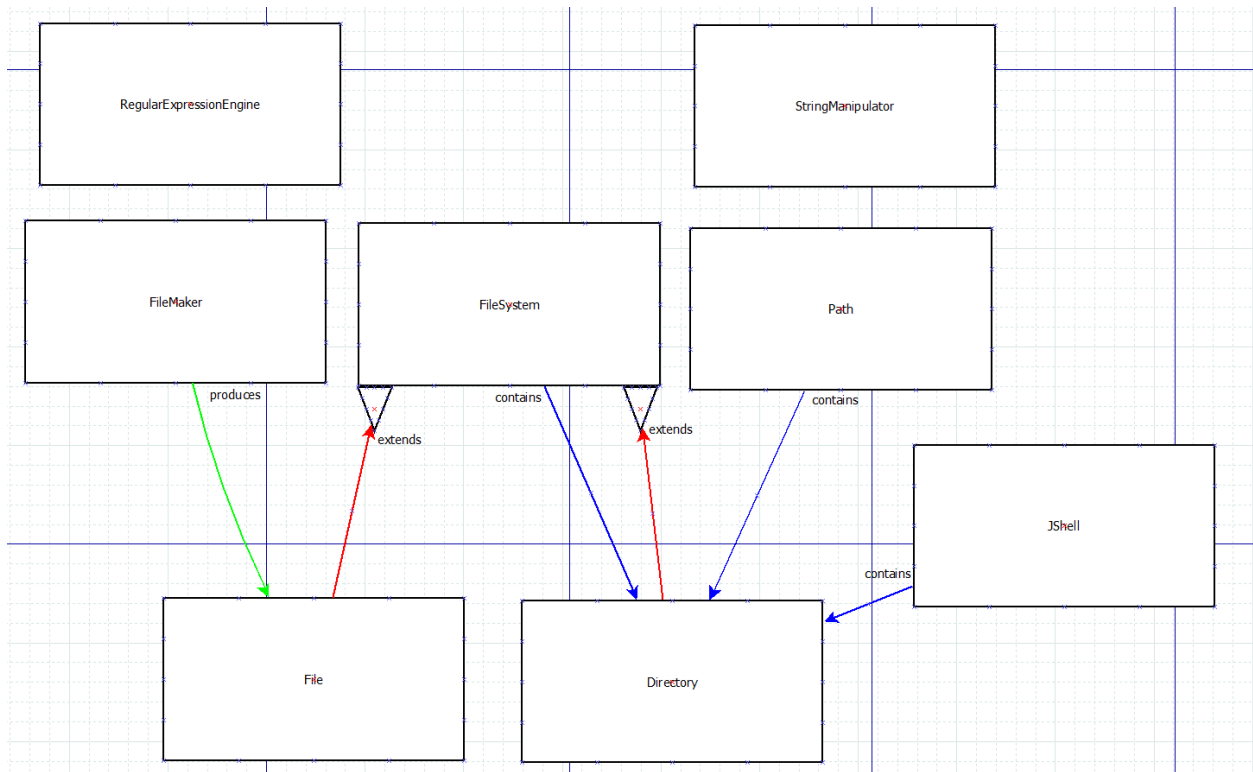 RegularExpressionEngine
StringManipulator
FileMaker
FileSystem
Path
produces
contains
contains
extends
extends
JShell
contains
File
Directory